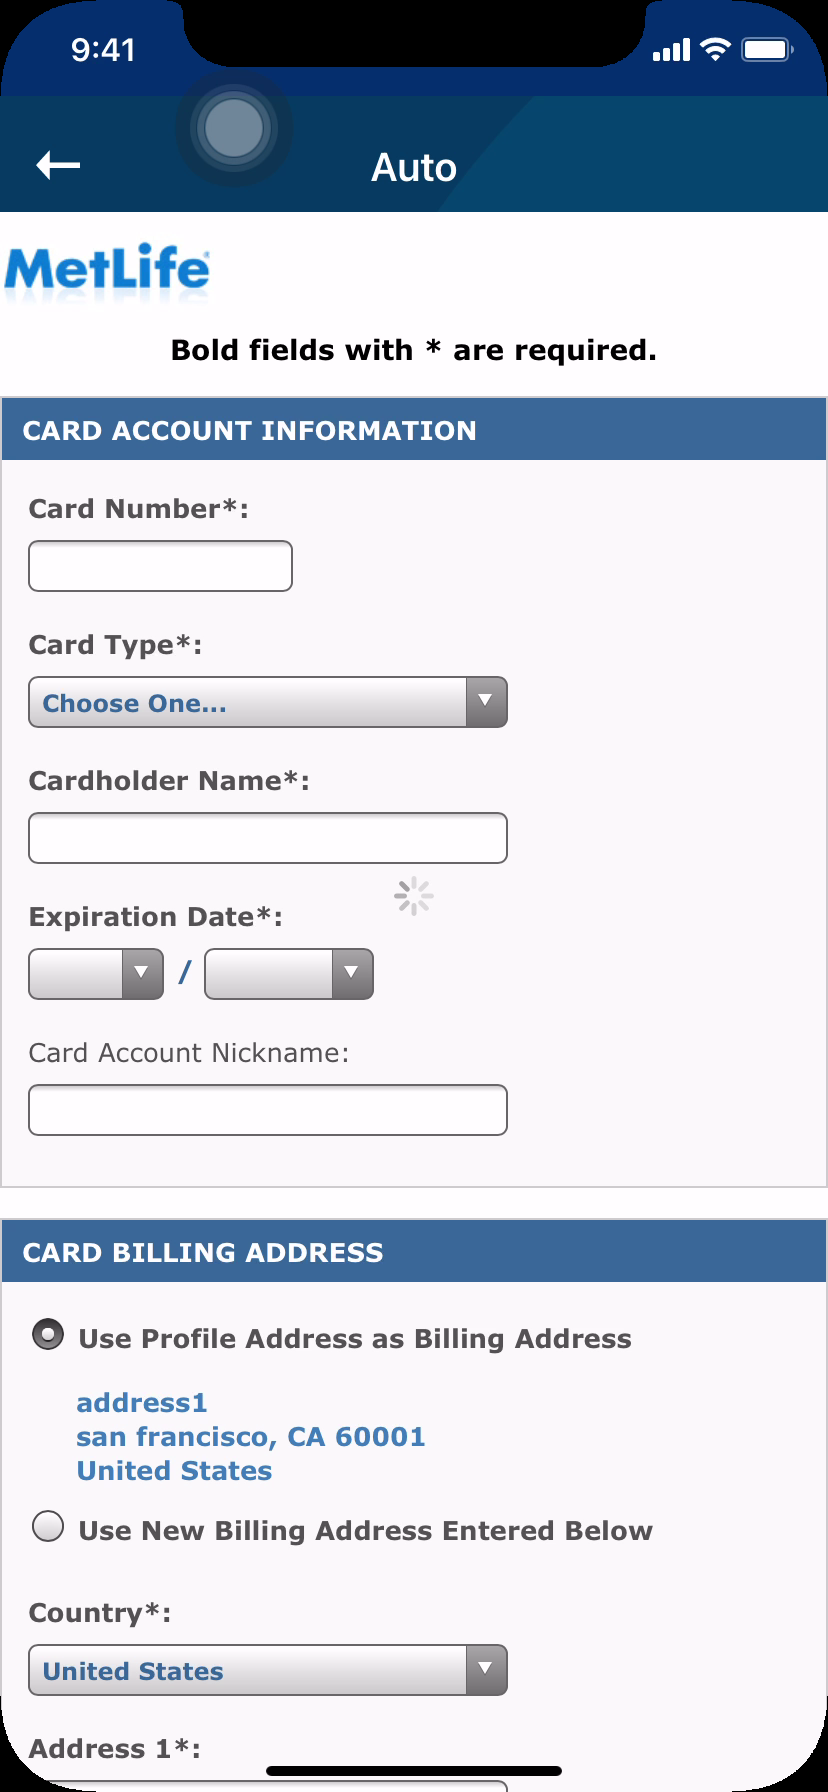 9:41
Auto
MetLife
Bold fields with * are required.
CARD ACCOUNT INFORMATION
Card Number*:
Card Type*:
Choose One...
Cardholder Name*:
Expiration Date*:
/
Card Account Nickname:
CARD BILLING ADDRESS
Use Profile Address as Billing Address
address1
san francisco, CA 60001
United States
Use New Billing Address Entered Below
Country*:
United States
Address 1*: